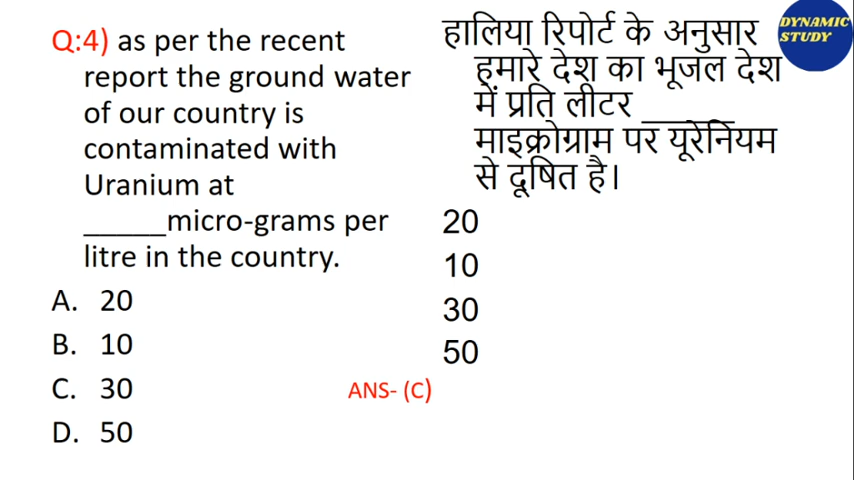 Q:4) as per the recent
report the ground water
of our country is
contaminated with
Uranium at
_____micro-grams per
litre in the country.
A. 20
B. 10
C. 30
D. 50
ANS- (C)
हालिया रिपोर्ट के अनुसार
हमारे देश का भूजल देश
में प्रति लीटर _____
माइक्रोग्राम पर यूरेनियम
से दूषित है।
20
10
30
50
DYNAMIC
STUDY